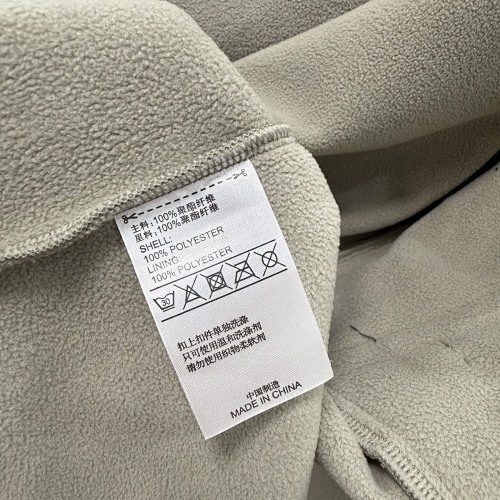 主料:100%聚酯纤维
里料:100%聚酯纤维
SHELL:
100% POLYESTER
LINING:
100% POLYESTER
30
扣上扣件单独洗涤
只可使用温和洗涤剂
请勿使用织物柔软剂
中国制造
MADE IN CHINA